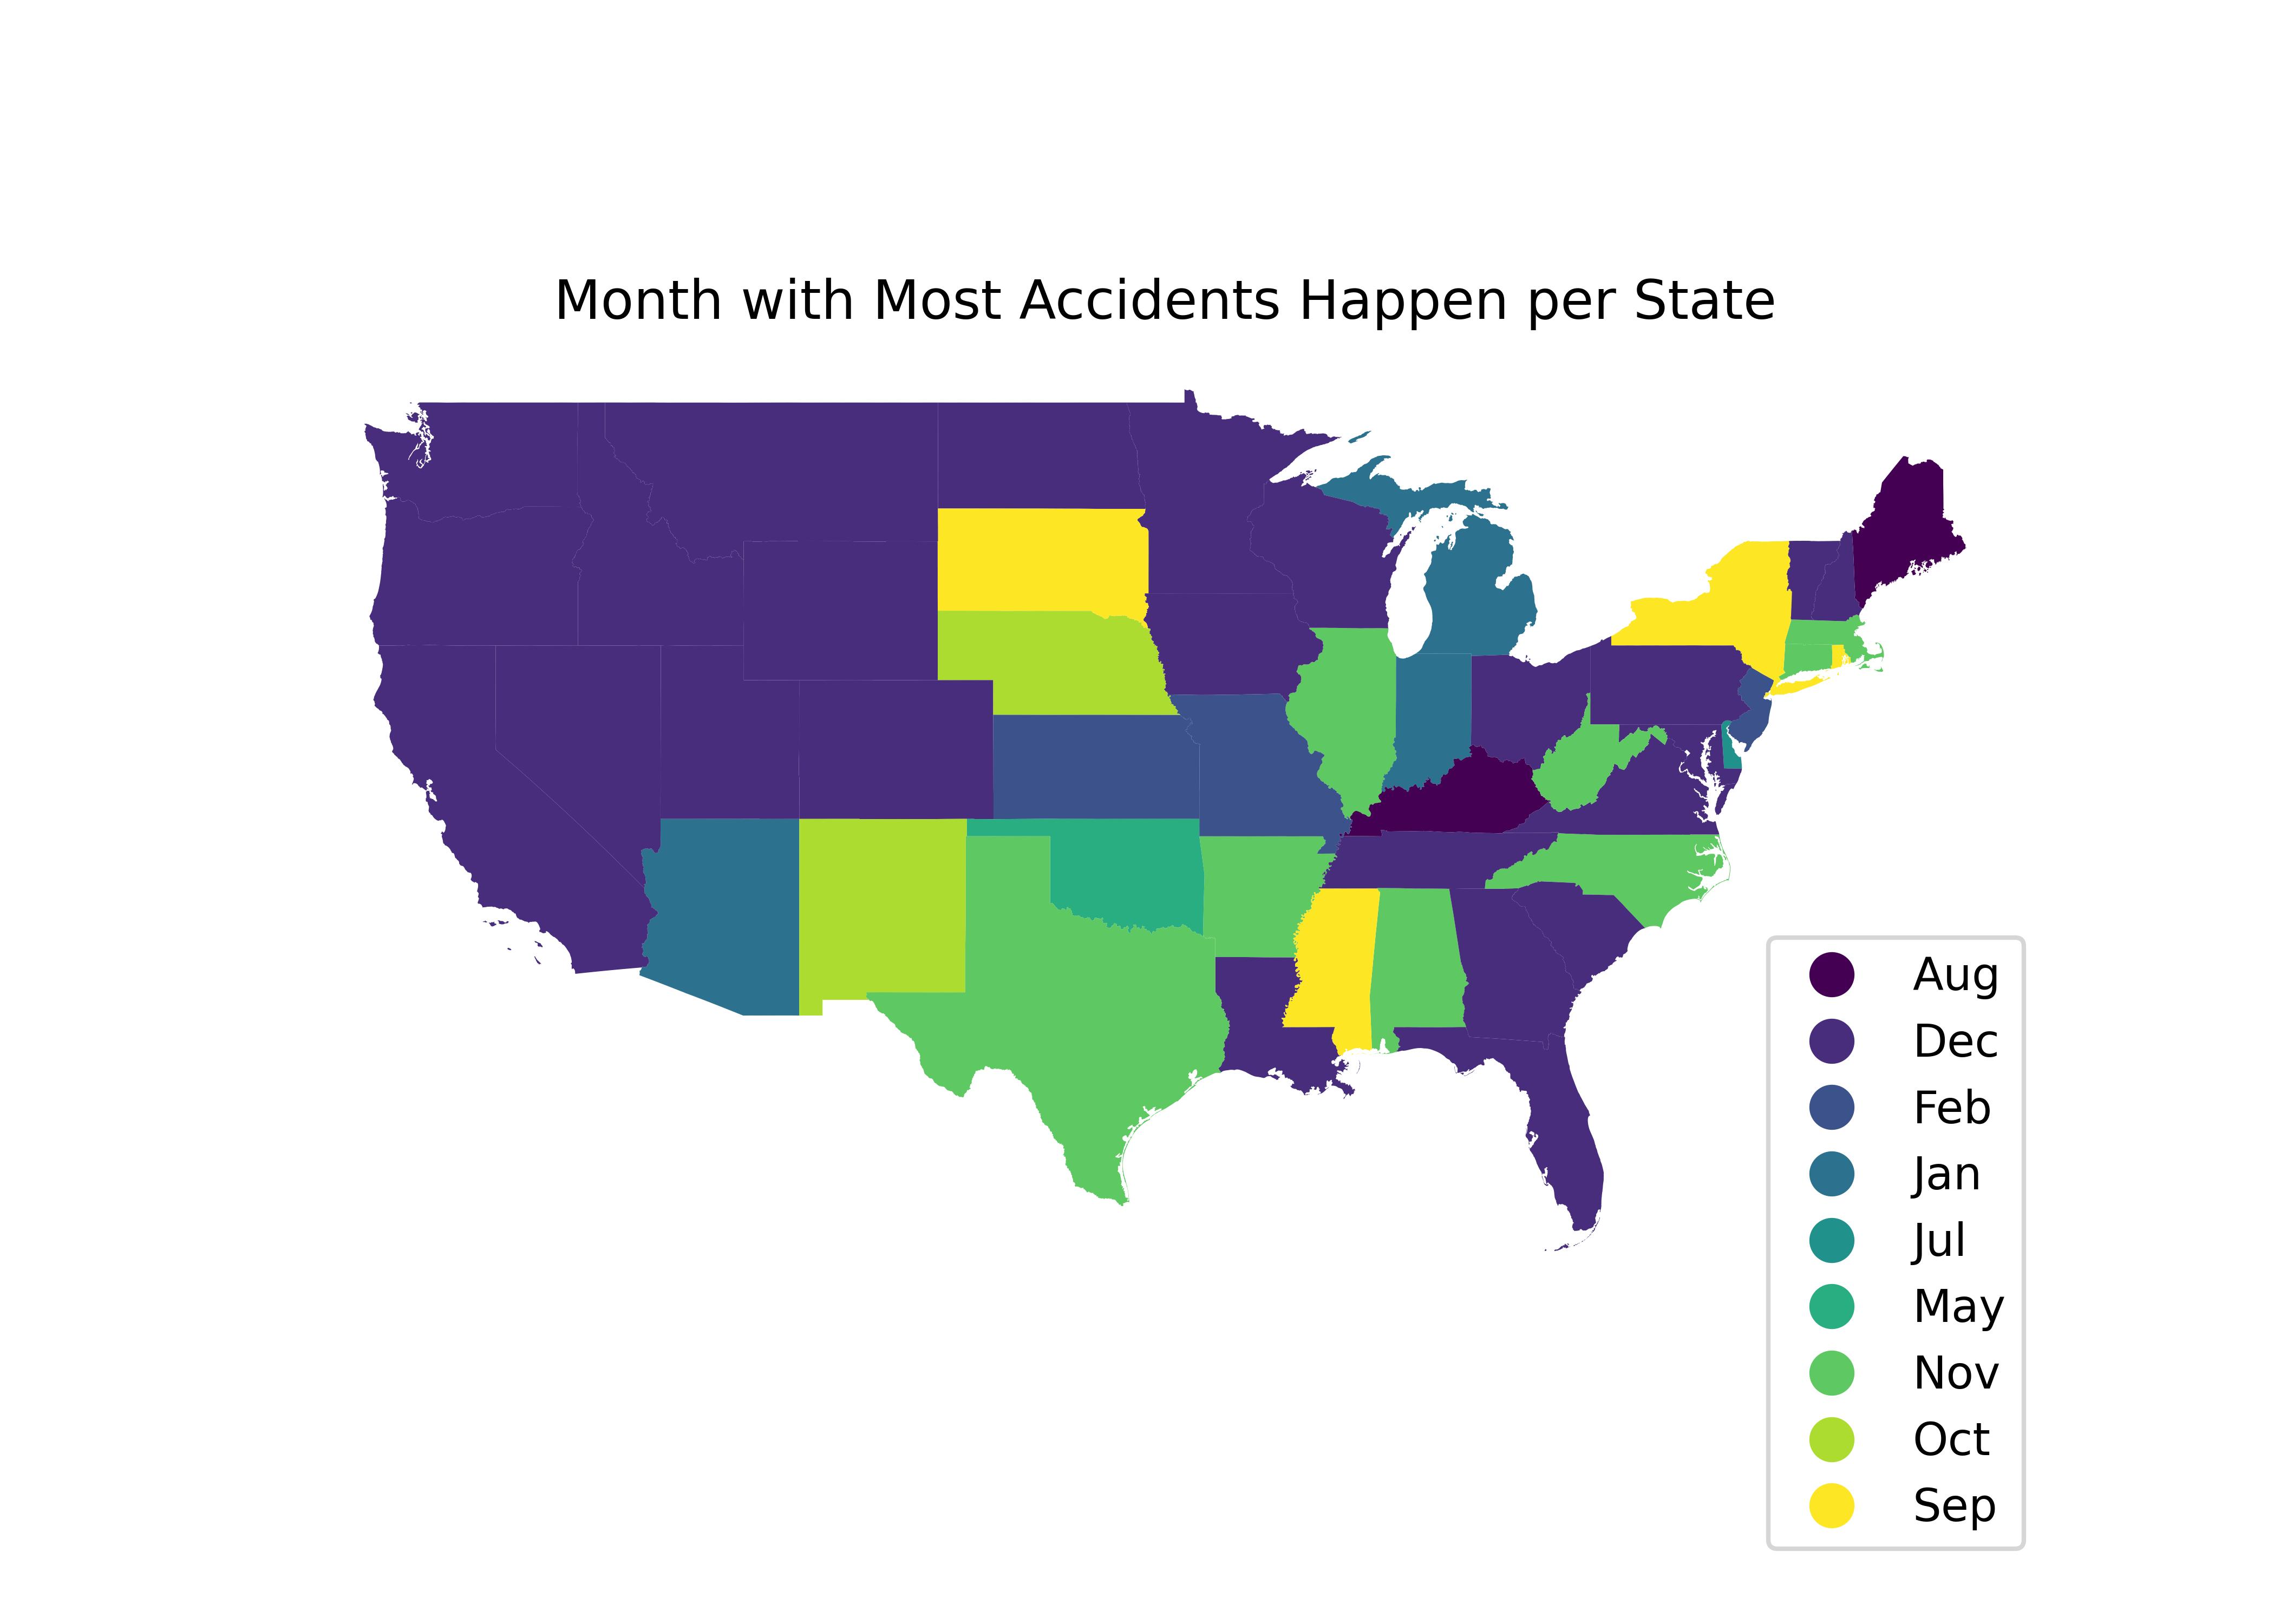 Month with Most Accidents Happen per State
Aug
Dec
Feb
Jan
Jul
May
Nov
Oct
Sep